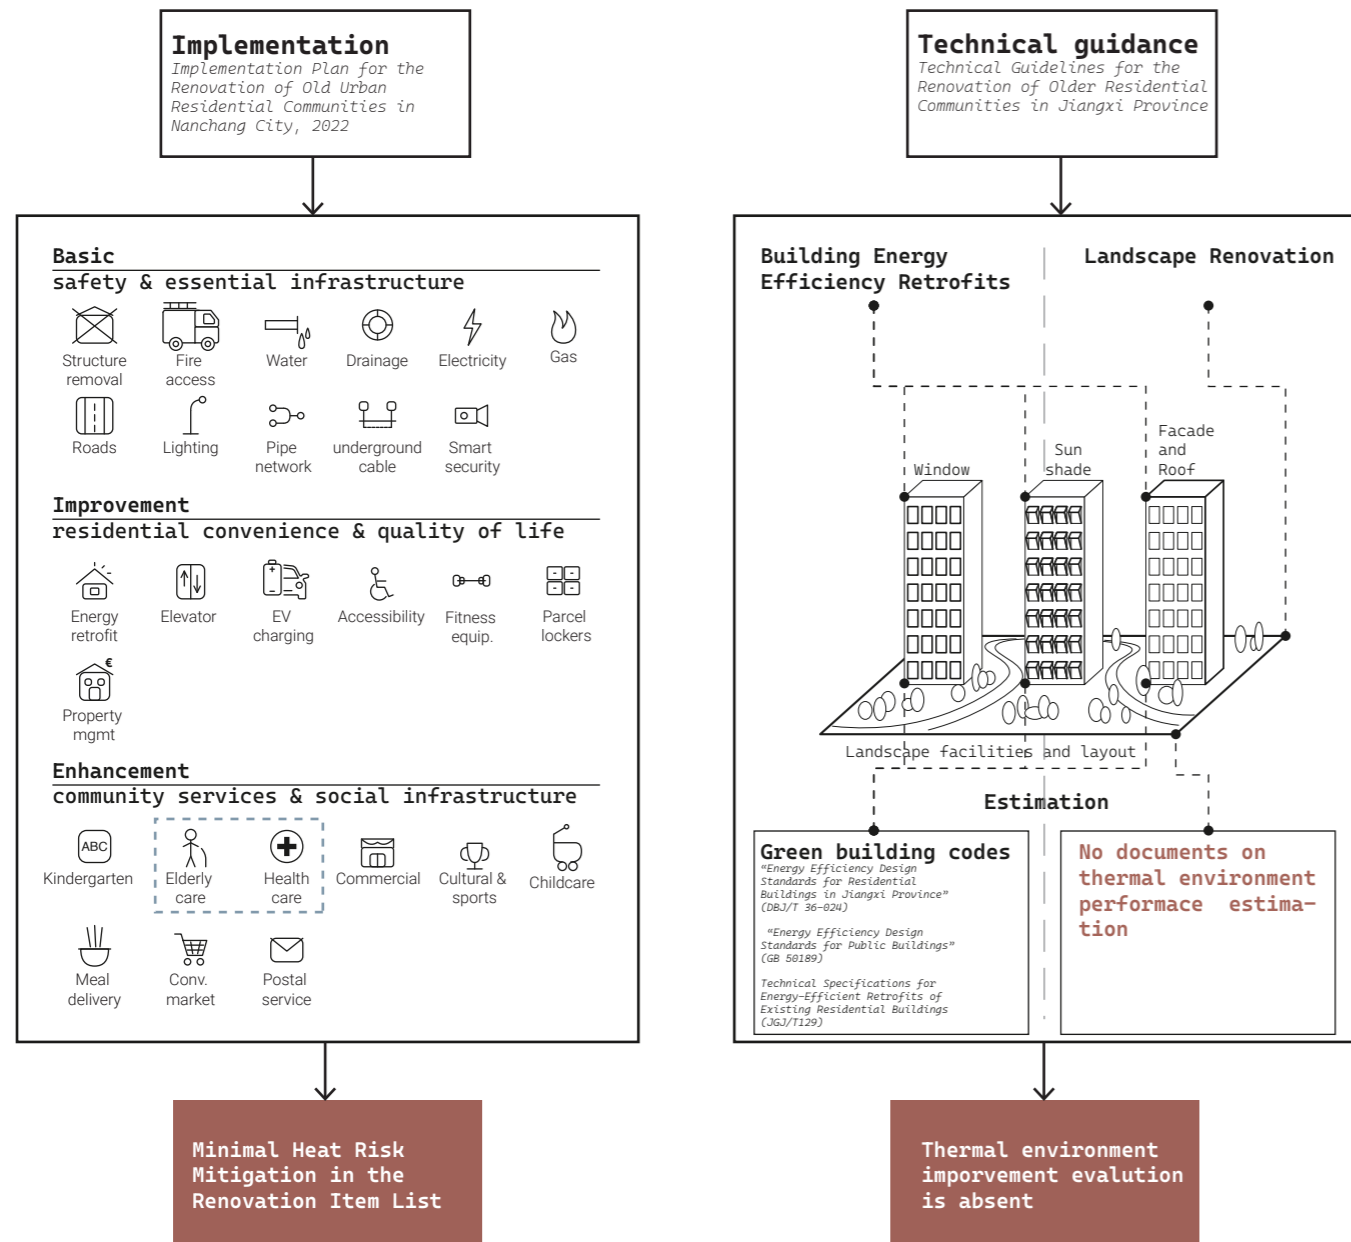 Implementation
Implementation Plan for the
Renovation of Old Urban
Residential Communities in
Nanchang City, 2022
Basic
safety & essential infrastructure
Structure
removal
Fire
access
Water
Drainage
Electricity
Gas
Roads
Lighting
Pipe
network
underground
cable
Smart
security
Improvement
residential convenience & quality of life
Energy
retrofit
Elevator
EV
charging
Accessibility
Fitness
equip.
Parcel
lockers
€
Property
mgmt
Enhancement
community services & social infrastructure
ABC
Kindergarten
Elderly
care
Health
care
Commercial
Cultural &
sports
Childcare
Meal
delivery
Conv.
market
Postal
service
Minimal Heat Risk
Mitigation in the
Renovation Item List
Technical guidance
Technical Guidelines for the
Renovation of Older Residential
Communities in Jiangxi Province
Building Energy
Efficiency Retrofits
Landscape Renovation
Window
Sun
shade
Facade
and
Roof
Landscape facilities and layout
Estimation
Green building codes
“Energy Efficiency Design
Standards for Residential
Buildings in Jiangxi Province”
(DBJ/T 36-024)
“Energy Efficiency Design
Standards for Public Buildings”
(GB 50189)
Technical Specifications for
Energy-Efficient Retrofits of
Existing Residential Buildings
(JGJ/T129)
No documents on
thermal environment
performace estima-
tion
Thermal environment
imporvement evalution
is absent